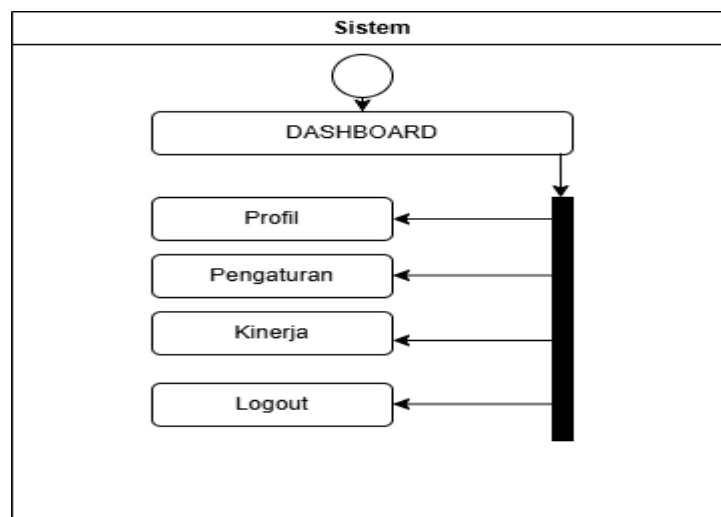 Sistem
DASHBOARD
Profil
Pengaturan
Kinerja
Logout